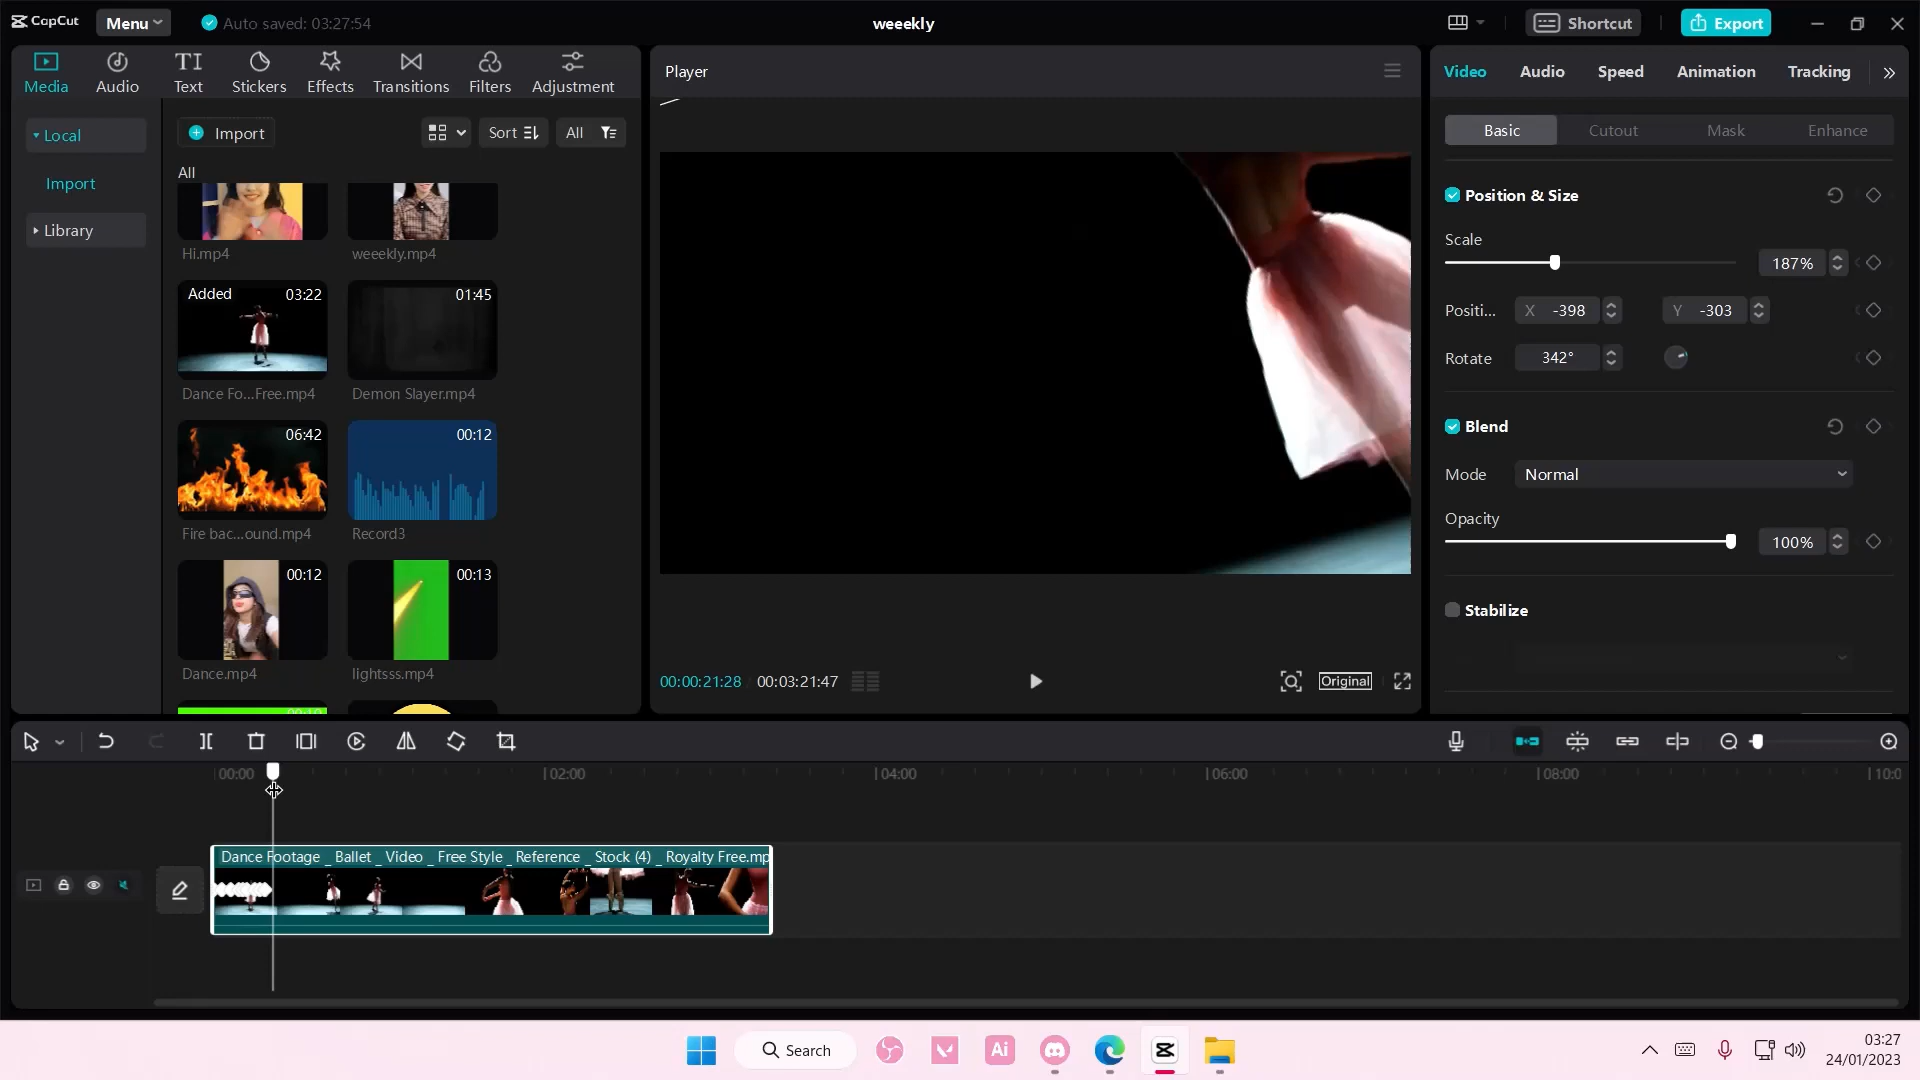 CapCut
Menu
Auto saved: 03:27:54
weeekly
Shortcut
Export
Media
Audio
TI
Text
Stickers
Effects
Transitions
Filters
Adjustment
Player
Video
Audio
Speed
Animation
Tracking
Local
Import
Library
Import
Sort
All
All
Hi.mp4
weeekly.mp4
Added
03:22
01:45
Dance Fo...Free.mp4
Demon Slayer.mp4
06:42
00:12
Fire bac...ound.mp4
Record3
00:12
00:13
Dance.mp4
lightsss.mp4
00:00:21:28
00:03:21:47
Original
Basic
Cutout
Mask
Enhance
Position & Size
Scale
187%
Positi...
X -398
Y -303
Rotate
342°
Blend
Mode
Normal
Opacity
100%
Stabilize
00:00
02:00
04:00
06:00
08:00
Dance Footage _ Ballet _ Video _ Free Style _ Reference _ Stock (4) _ Royalty Free.mp
Search
Ai
03:27
24/01/2023